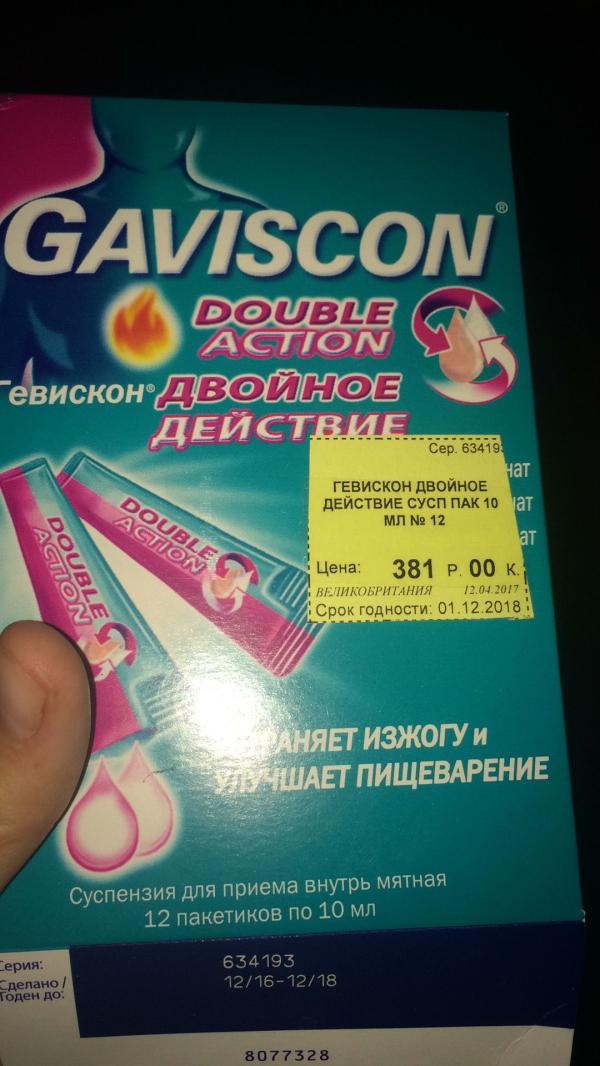 GAVISCON®
DOUBLE
ACTION
Гевискон® ДВОЙНОЕ
ДЕЙСТВИЕ
DOUBLE
ACTION
DOUBLE
ACTION
Сер. 634193
ГЕВИСКОН ДВОЙНОЕ
ДЕЙСТВИЕ СУСП ПАК 10
МЛ № 12
Цена: 381 Р. 00 К.
ВЕЛИКОБРИТАНИЯ 12.04.2017
Срок годности: 01.12.2018
ИЗЖОГУ и
УЛУЧШАЕТ ПИЩЕВАРЕНИЕ
Суспензия для приема внутрь мятная
12 пакетиков по 10 мл
Серия: 634193
Сделано / 12/16-12/18
Годен до:
8077328